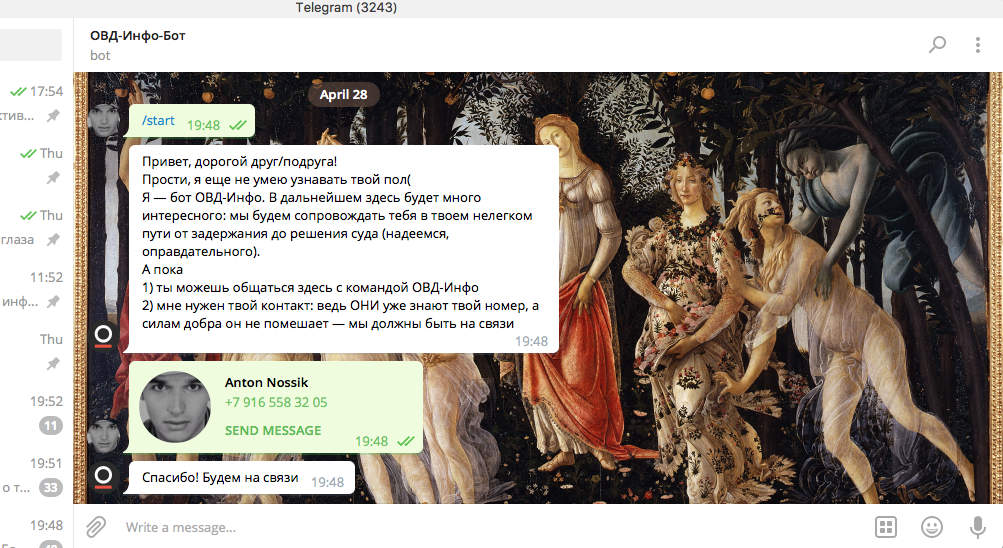 Telegram (3243)
ОВД-Инфо-Бот
bot
17:54
ктив...
Thu
Thu
глаза
11:52
инф...
Thu
19:52
11
19:51
о т...
33
19:48
April 28
/start
19:48
Привет, дорогой друг/подруга!
Прости, я еще не умею узнавать твой пол(
Я — бот ОВД-Инфо. В дальнейшем здесь будет много
интересного: мы будем сопровождать тебя в твоем нелегком
пути от задержания до решения суда (надеемся,
оправдательного).
А пока
1) ты можешь общаться здесь с командой ОВД-Инфо
2) мне нужен твой контакт: ведь ОНИ уже знают твой номер, а
силам добра он не помешает — мы должны быть на связи
19:48
Anton Nossik
+7 916 558 32 05
SEND MESSAGE
19:48
Спасибо! Будем на связи
19:48
Write a message...